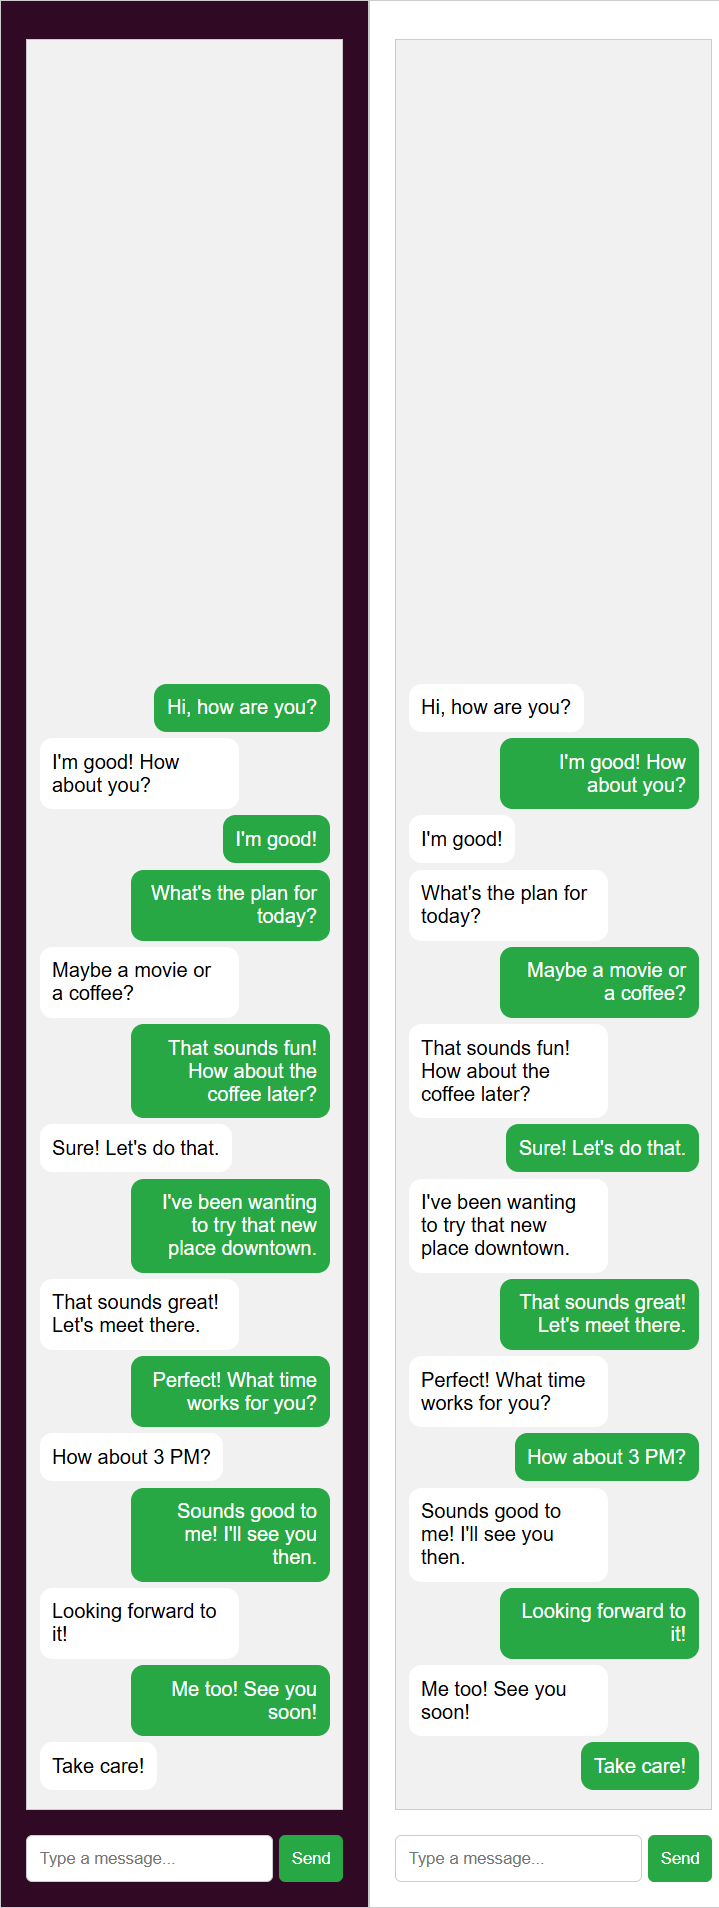 Hi, how are you?
I'm good! How
about you?
I'm good!
What's the plan for
today?
Maybe a movie or
a coffee?
That sounds fun!
How about the
coffee later?
Sure! Let's do that.
I've been wanting
to try that new
place downtown.
That sounds great!
Let's meet there.
Perfect! What time
works for you?
How about 3 PM?
Sounds good to
me! I'll see you
then.
Looking forward to
it!
Me too! See you
soon!
Take care!
Type a message...
Send
Hi, how are you?
I'm good! How
about you?
I'm good!
What's the plan for
today?
Maybe a movie or
a coffee?
That sounds fun!
How about the
coffee later?
Sure! Let's do that.
I've been wanting
to try that new
place downtown.
That sounds great!
Let's meet there.
Perfect! What time
works for you?
How about 3 PM?
Sounds good to
me! I'll see you
then.
Looking forward to
it!
Me too! See you
soon!
Take care!
Type a message...
Send